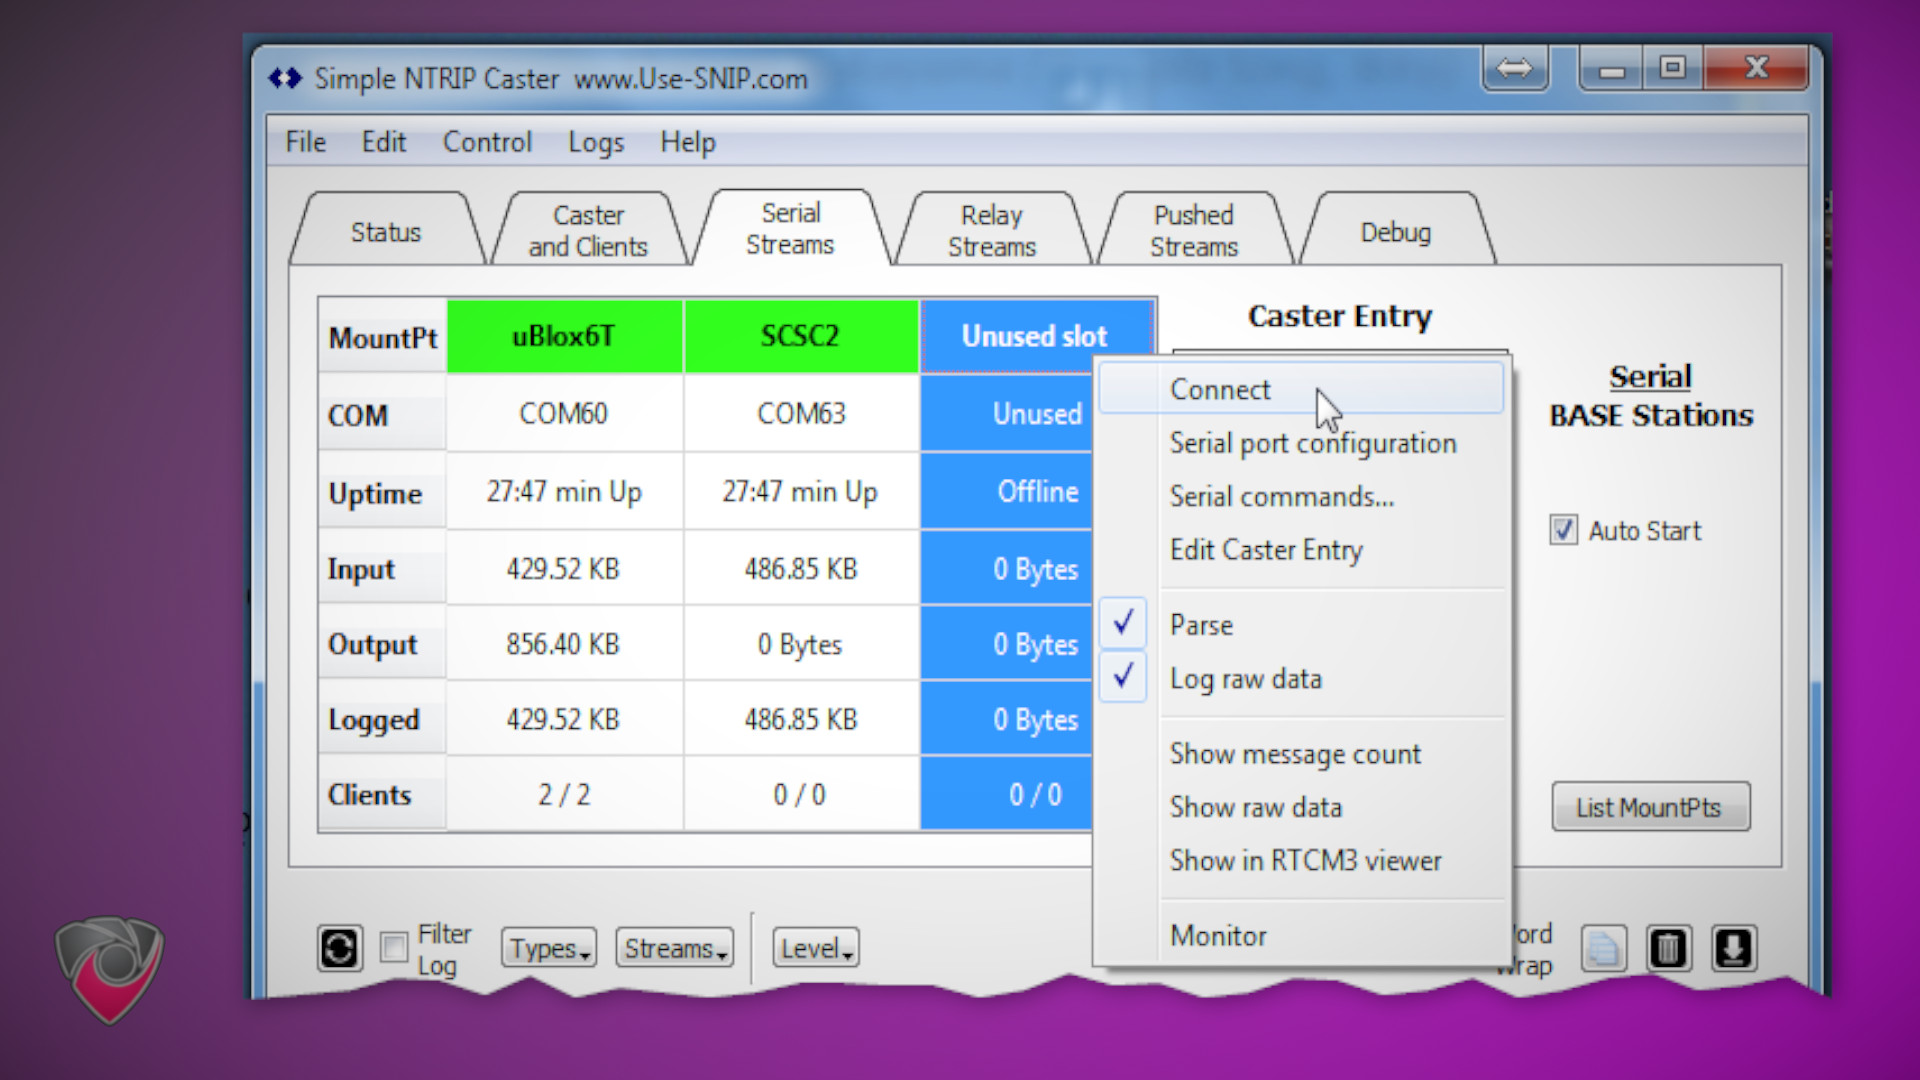 Simple NTRIP Caster www.Use-SNIP.com
File Edit Control Logs Help
Status
Caster
and Clients
Serial
Streams
Relay
Streams
Pushed
Streams
Debug
MountPt uBlox6T SCSC2 Unused slot
COM COM60 COM63 Unused
Uptime 27:47 min Up 27:47 min Up Offline
Input 429.52 KB 486.85 KB 0 Bytes
Output 856.40 KB 0 Bytes 0 Bytes
Logged 429.52 KB 486.85 KB 0 Bytes
Clients 2 / 2 0 / 0 0 / 0
Caster Entry
Connect
Serial port configuration
Serial commands...
Edit Caster Entry
Parse
Log raw data
Show message count
Show raw data
Show in RTCM3 viewer
Monitor
Serial
BASE Stations
Auto Start
List MountPts
Filter
Log
Types
Streams
Level